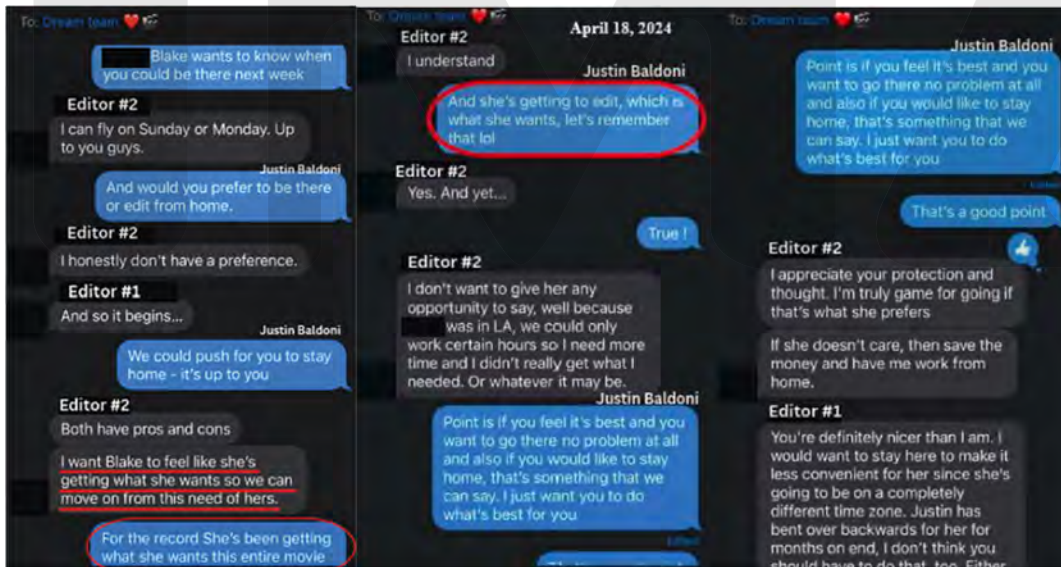 To: Dream team ❤️🎬
Blake wants to know when
you could be there next week
Editor #2
I can fly on Sunday or Monday. Up
to you guys.
Justin Baldoni
And would you prefer to be there
or edit from home.
Editor #2
I honestly don't have a preference.
Editor #1
And so it begins...
Justin Baldoni
We could push for you to stay
home - it's up to you
Editor #2
Both have pros and cons
I want Blake to feel like she's
getting what she wants so we can
move on from this need of hers.
For the record She's been getting
what she wants this entire movie
To: Dream team ❤️🎬
April 18, 2024
Editor #2
I understand
Justin Baldoni
And she's getting to edit, which is
what she wants, let's remember
that lol
Editor #2
Yes. And yet...
True !
Editor #2
I don't want to give her any
opportunity to say, well because
was in LA, we could only
work certain hours so I need more
time and I didn't really get what I
needed. Or whatever it may be.
Justin Baldoni
Point is if you feel it's best and you
want to go there no problem at all
and also if you would like to stay
home, that's something that we
can say. I just want you to do
what's best for you
Edited
To: Dream team ❤️🎬
Justin Baldoni
Point is if you feel it's best and you
want to go there no problem at all
and also if you would like to stay
home, that's something that we
can say. I just want you to do
what's best for you
Edited
That's a good point
Editor #2
I appreciate your protection and
thought. I'm truly game for going if
that's what she prefers
If she doesn't care, then save the
money and have me work from
home.
Editor #1
You're definitely nicer than I am. I
would want to stay here to make it
less convenient for her since she's
going to be on a completely
different time zone. Justin has
bent over backwards for her for
months on end, I don't think you
should have to do that, too. Either